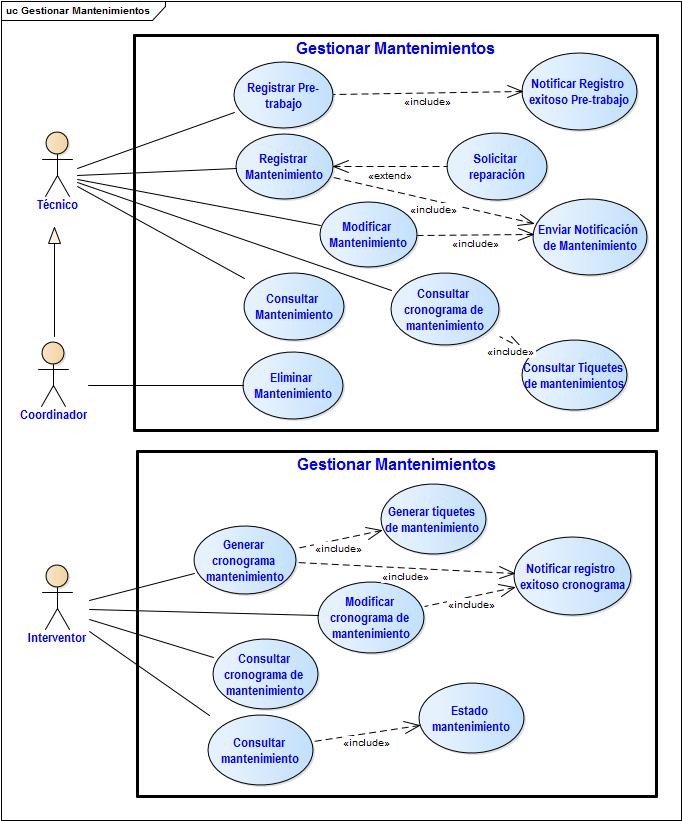 uc Gestionar Mantenimientos
Gestionar Mantenimientos
Registrar Pre-
trabajo
«include»
Notificar Registro
exitoso Pre-trabajo
Técnico
Registrar
Mantenimiento
«extend»
Solicitar
reparación
«include»
Modificar
Mantenimiento
«include»
Enviar Notificación
de Mantenimiento
Consultar
Mantenimiento
Consultar
cronograma de
mantenimiento
«include»
Consultar Tiquetes
de mantenimientos
Coordinador
Eliminar
Mantenimiento
Gestionar Mantenimientos
Generar tiquetes
de mantenimiento
Generar
cronograma
mantenimiento
«include»
«include»
Notificar registro
exitoso cronograma
Interventor
Modificar
cronograma de
mantenimiento
«include»
Consultar
cronograma de
mantenimiento
Consultar
mantenimiento
«include»
Estado
mantenimiento